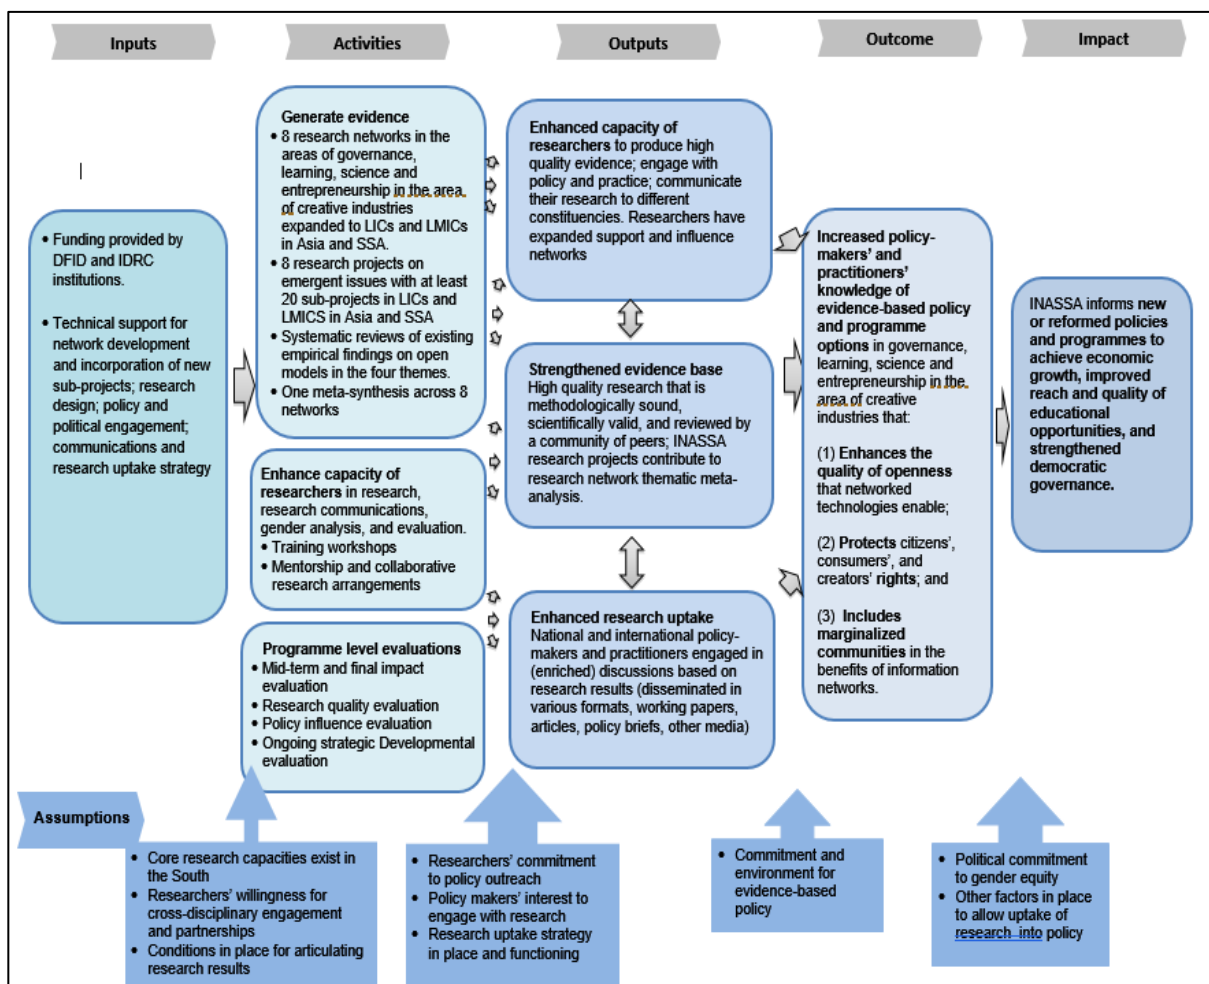 Inputs
Activities
Outputs
Outcome
Impact
• Funding provided by
DFID and IDRC
institutions.
• Technical support for
network development
and incorporation of new
sub-projects; research
design; policy and
political engagement;
communications and
research uptake strategy
Generate evidence
• 8 research networks in the
areas of governance,
learning, science and
entrepreneurship in the area
of creative industries
expanded to LICs and LMICs
in Asia and SSA.
• 8 research projects on
emergent issues with at least
20 sub-projects in LICs and
LMICS in Asia and SSA
• Systematic reviews of existing
empirical findings on open
models in the four themes.
• One meta-synthesis across 8
networks
Enhance capacity of
researchers in research,
research communications,
gender analysis, and evaluation.
• Training workshops
• Mentorship and collaborative
research arrangements
Programme level evaluations
• Mid-term and final impact
evaluation
• Research quality evaluation
• Policy influence evaluation
• Ongoing strategic Developmental
evaluation
Enhanced capacity of
researchers to produce high
quality evidence; engage with
policy and practice; communicate
their research to different
constituencies. Researchers have
expanded support and influence
networks
Strengthened evidence base
High quality research that is
methodologically sound,
scientifically valid, and reviewed by
a community of peers; INASSA
research projects contribute to
research network thematic meta-
analysis.
Enhanced research uptake
National and international policy-
makers and practitioners engaged in
(enriched) discussions based on
research results (disseminated in
various formats, working papers,
articles, policy briefs, other media)
Increased policy-
makers' and
practitioners'
knowledge of
evidence-based policy
and programme
options in governance,
learning, science and
entrepreneurship in the
area of creative
industries that:
(1) Enhances the
quality of openness
that networked
technologies enable;
(2) Protects citizens',
consumers', and
creators' rights; and
(3) Includes
marginalized
communities in the
benefits of information
networks.
INASSA informs new
or reformed policies
and programmes to
achieve economic
growth, improved
reach and quality of
educational
opportunities, and
strengthened
democratic
governance.
Assumptions
• Core research capacities exist in
the South
• Researchers' willingness for
cross-disciplinary engagement
and partnerships
• Conditions in place for articulating
research results
• Researchers' commitment
to policy outreach
• Policy makers' interest to
engage with research
• Research uptake strategy
in place and functioning
• Commitment and
environment for
evidence-based
policy
• Political commitment
to gender equity
• Other factors in place
to allow uptake of
research into policy